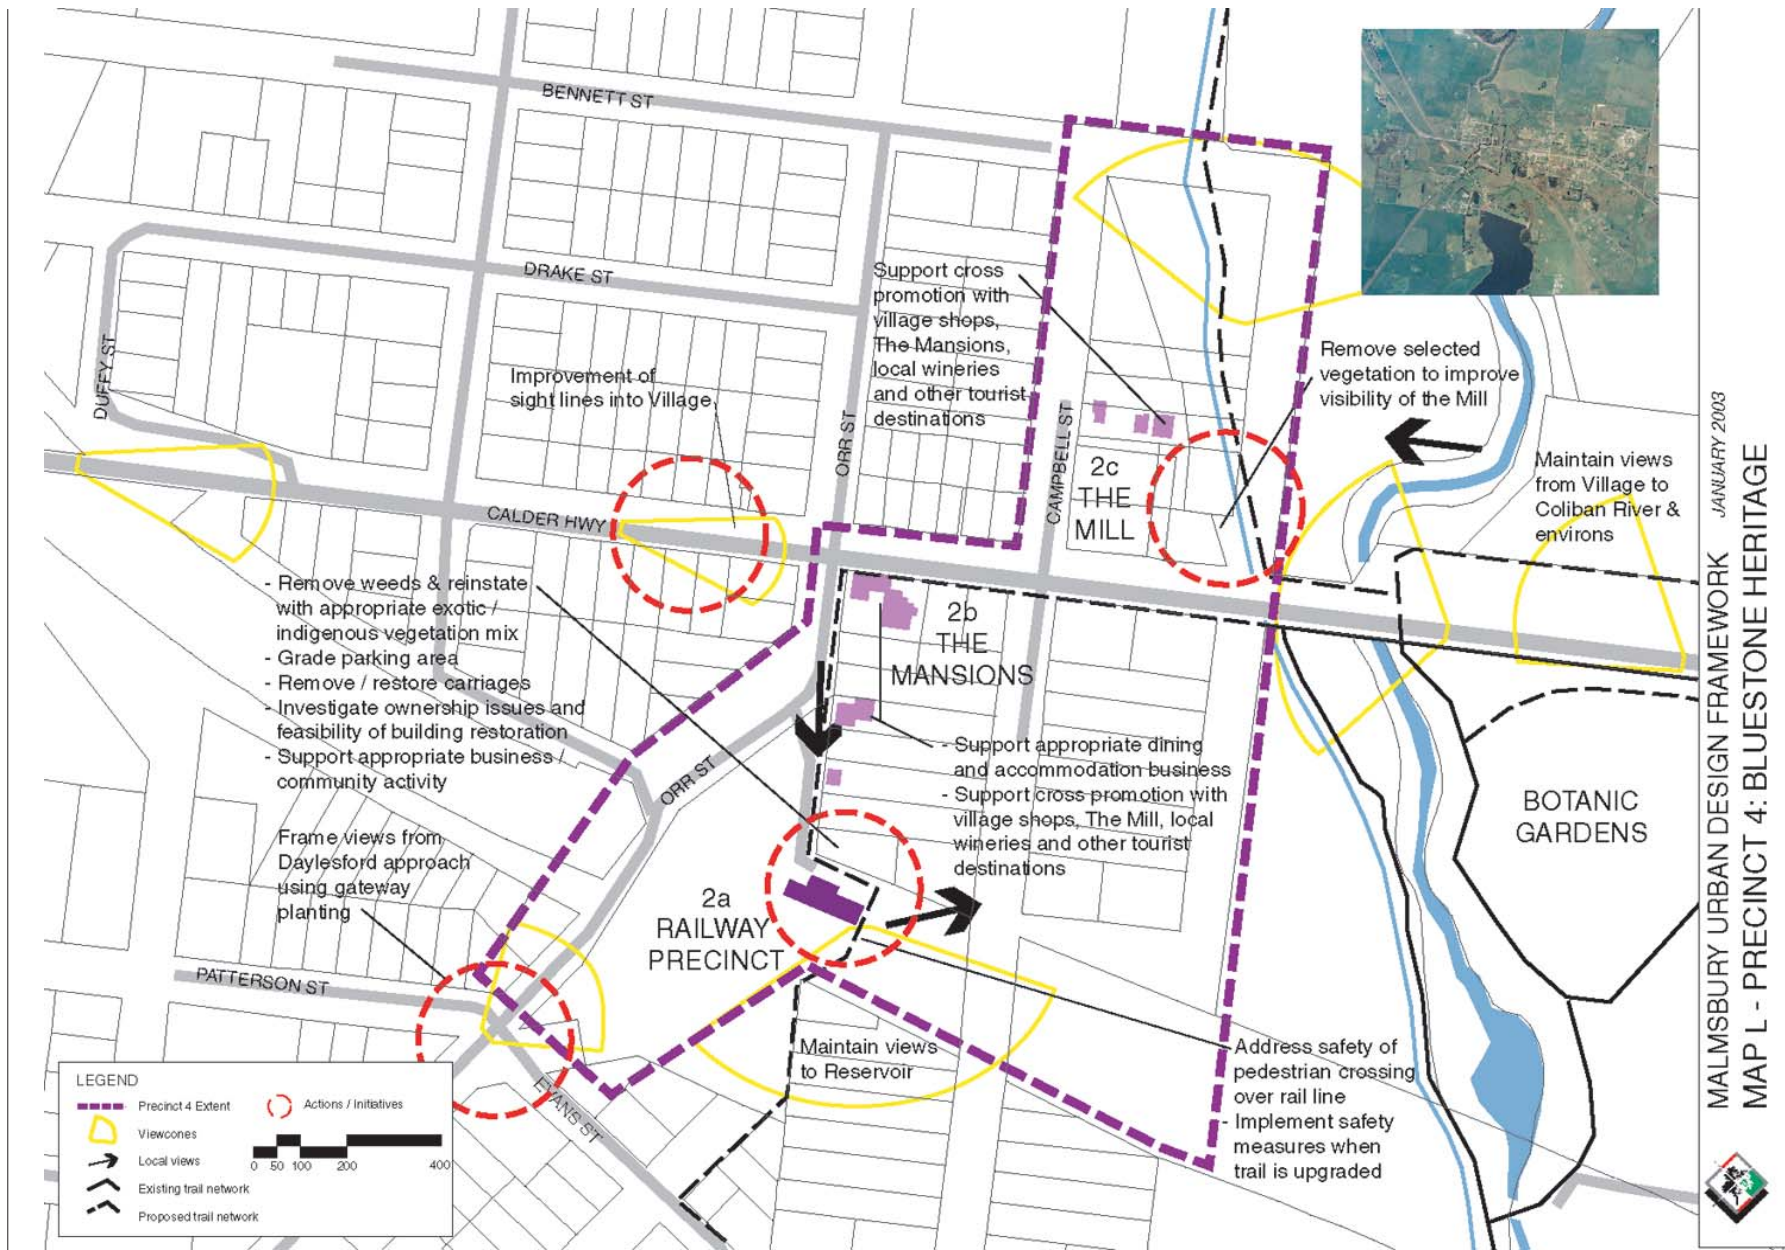 BENNETT ST
DRAKE ST
DUFFY ST
ORR ST
CAMPBELL ST
CALDER HWY
Support cross
promotion with
village shops,
The Mansions,
local wineries
and other tourist
destinations
Improvement of
sight lines into Village
Remove selected
vegetation to improve
visibility of the Mill
Maintain views
from Village to
Coliban River &
environs
2c
THE
MILL
- Remove weeds & reinstate
with appropriate exotic /
indigenous vegetation mix
- Grade parking area
- Remove / restore carriages
- Investigate ownership issues and
feasibility of building restoration
- Support appropriate business /
community activity
2b
THE
MANSIONS
- Support appropriate dining
and accommodation business
- Support cross promotion with
village shops, The Mill, local
wineries and other tourist
destinations
ORR ST
BOTANIC
GARDENS
Frame views from
Daylesford approach
using gateway
planting
2a
RAILWAY
PRECINCT
PATTERSON ST
EVANS ST
Maintain views
to Reservoir
- Address safety of
pedestrian crossing
over rail line
- Implement safety
measures when
trail is upgraded
LEGEND
Precinct 4 Extent
Viewcones
Local views
Existing trail network
Proposed trail network
Actions / Initiatives
0 50 100 200 400
MALMSBURY URBAN DESIGN FRAMEWORK JANUARY 2003
MAP L - PRECINCT 4: BLUESTONE HERITAGE